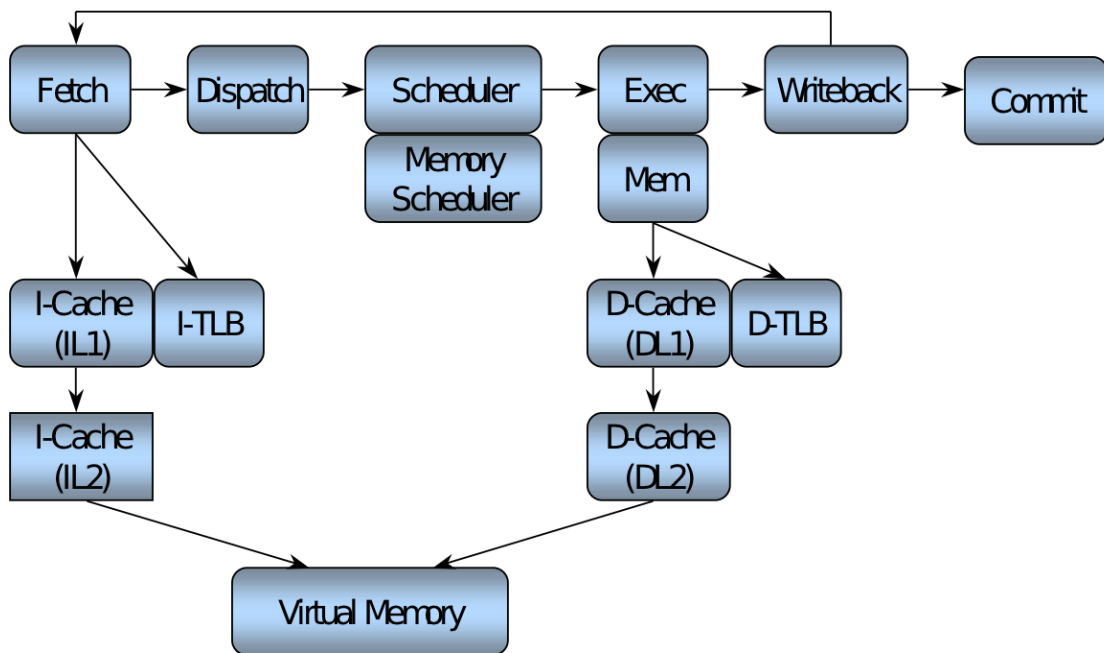 Fetch
Dispatch
Scheduler
Exec
Writeback
Commit
Memory
Scheduler
Mem
I-Cache
(IL1)
I-TLB
D-Cache
(DL1)
D-TLB
I-Cache
(IL2)
D-Cache
(DL2)
Virtual Memory